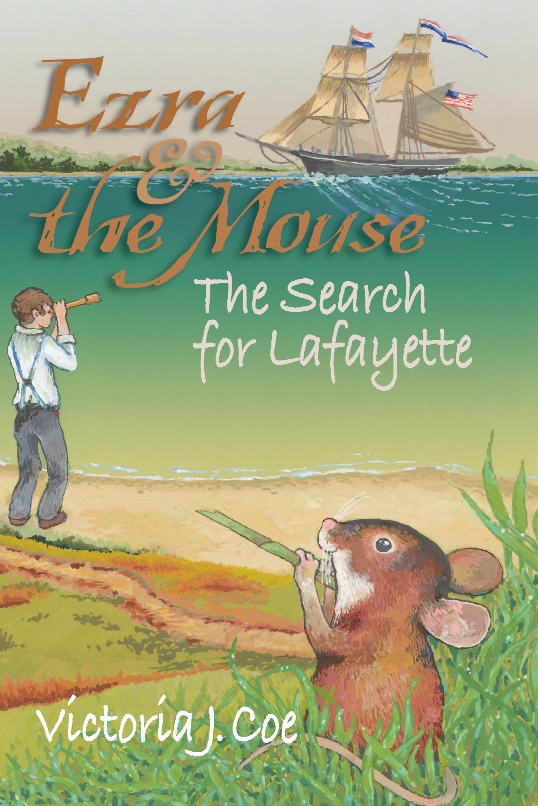 Ezra
&
the Mouse
The Search
for Lafayette
Victoria J. Coe